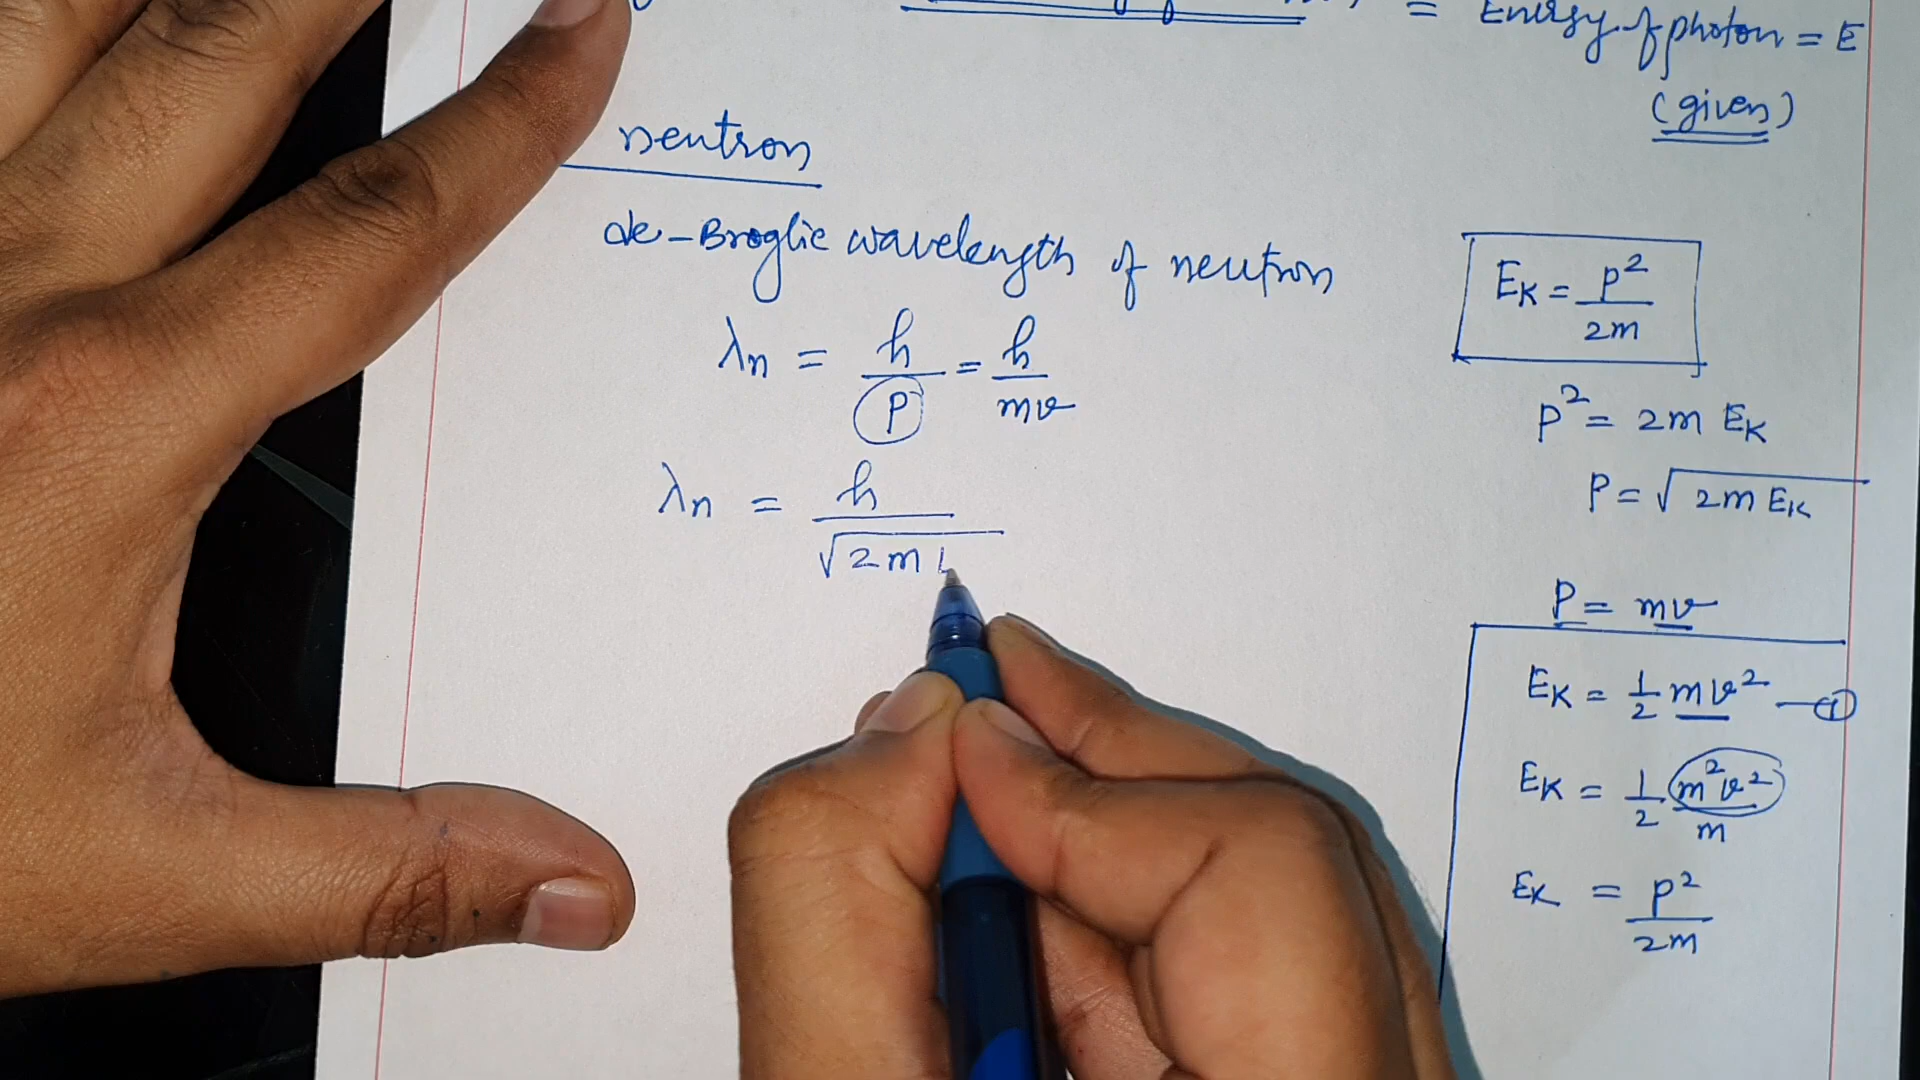 = Energy of photon = E
(given)
neutron
de-Broglie wavelength of neutron
λn = h/p = h/mv
λn = h/√2m
EK = p²/2m
p² = 2m EK
P = √2m EK
P = mv
EK = 1/2 mv² —①
EK = 1/2 m²v²/m
EK = p²/2m